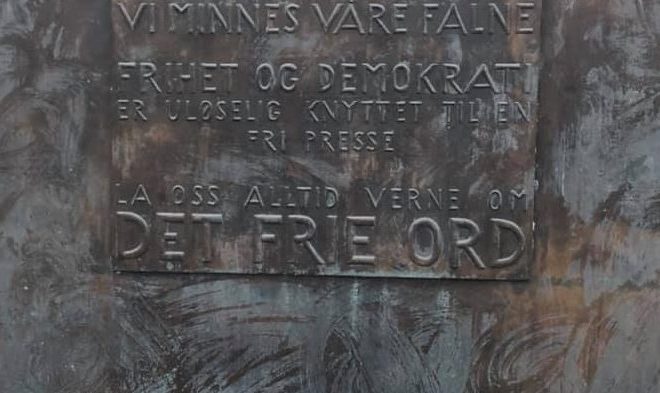 VI MINNES VÅRE FALNE
FRIHET OG DEMOKRATI
ER ULØSELIG KNYTTET TIL EN
FRI PRESSE
LA OSS ALLTID VERNE OM
DET FRIE ORD